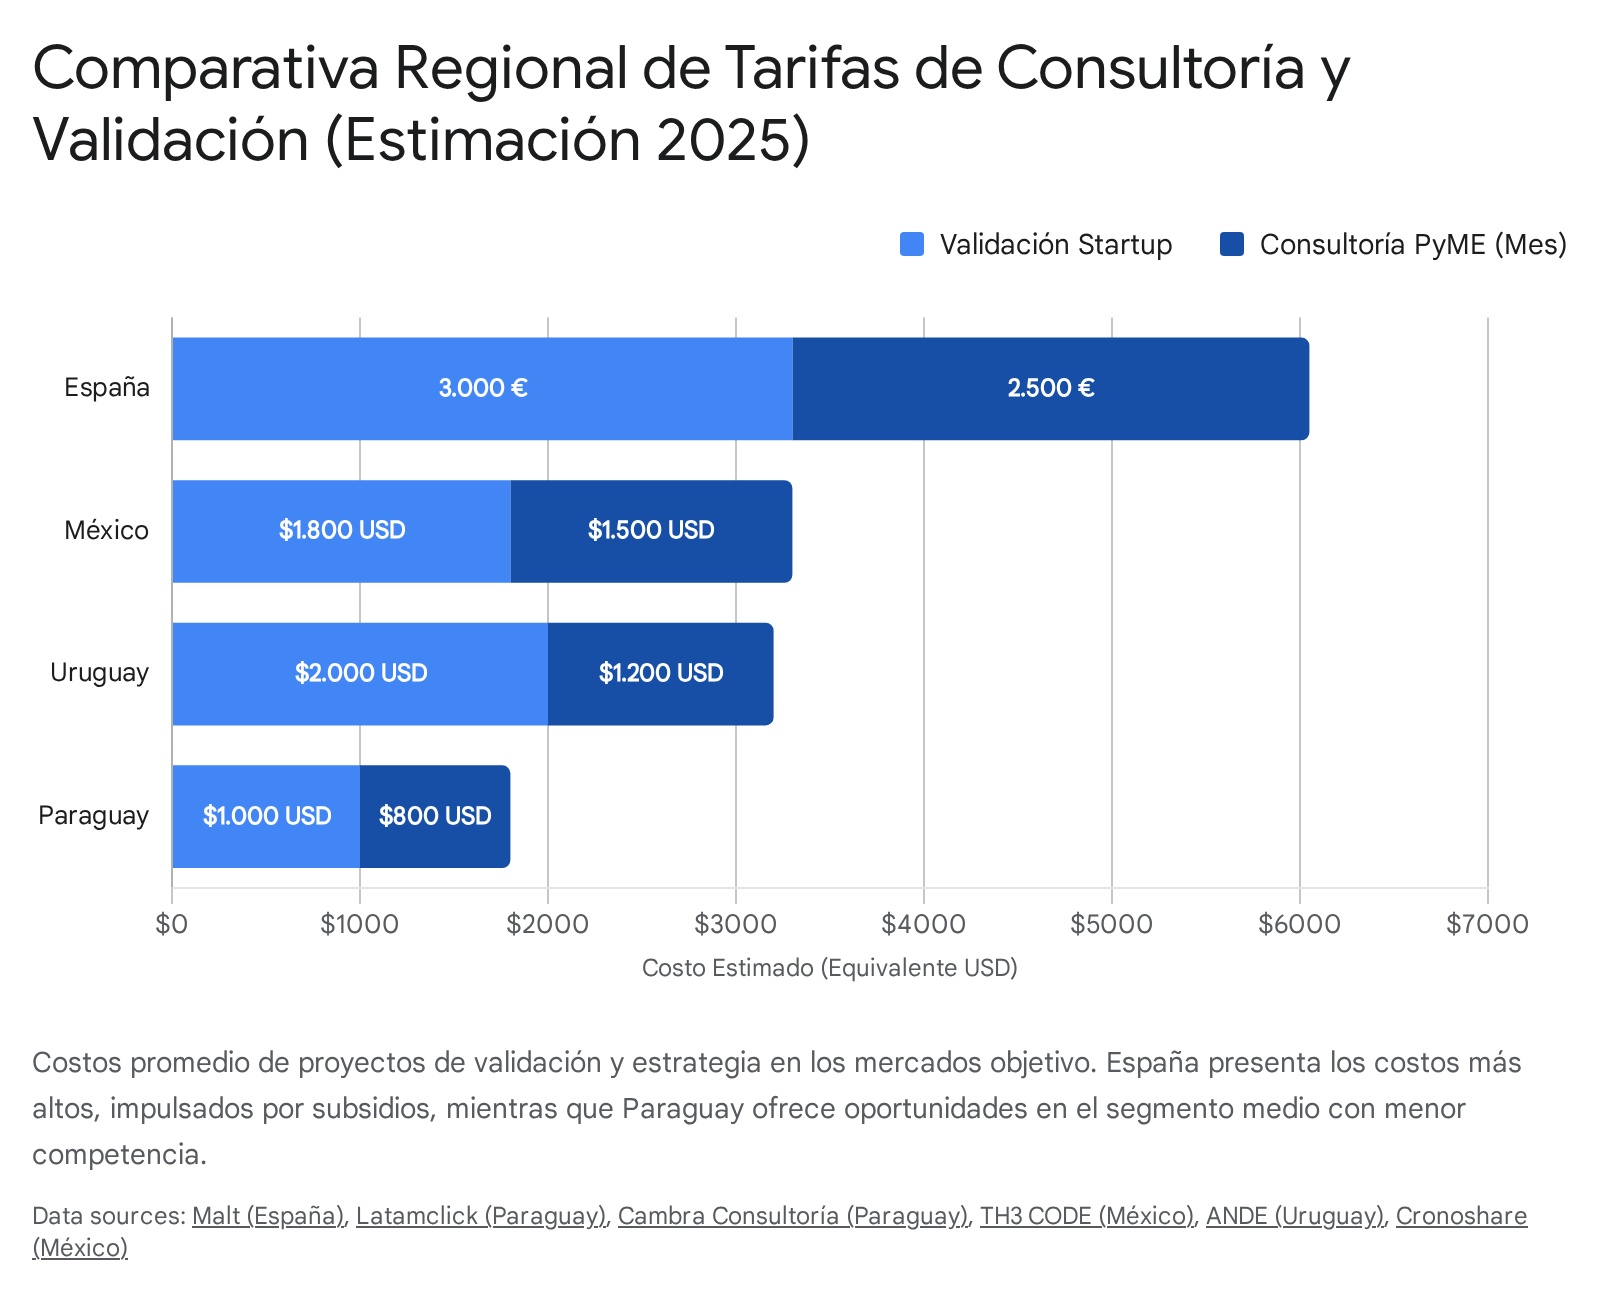 Comparativa Regional de Tarifas de Consultoría y
Validación (Estimación 2025)
Validación Startup
Consultoría PyME (Mes)
España
3.000 €
2.500 €
México
$1.800 USD
$1.500 USD
Uruguay
$2.000 USD
$1.200 USD
Paraguay
$1.000 USD
$800 USD
$0
$1000
$2000
$3000
$4000
$5000
$6000
$7000
Costo Estimado (Equivalente USD)
Costos promedio de proyectos de validación y estrategia en los mercados objetivo. España presenta los costos más
altos, impulsados por subsidios, mientras que Paraguay ofrece oportunidades en el segmento medio con menor
competencia.
Data sources: Malt (España), Latamclick (Paraguay), Cambra Consultoría (Paraguay), TH3 CODE (México), ANDE (Uruguay), Cronoshare
(México)